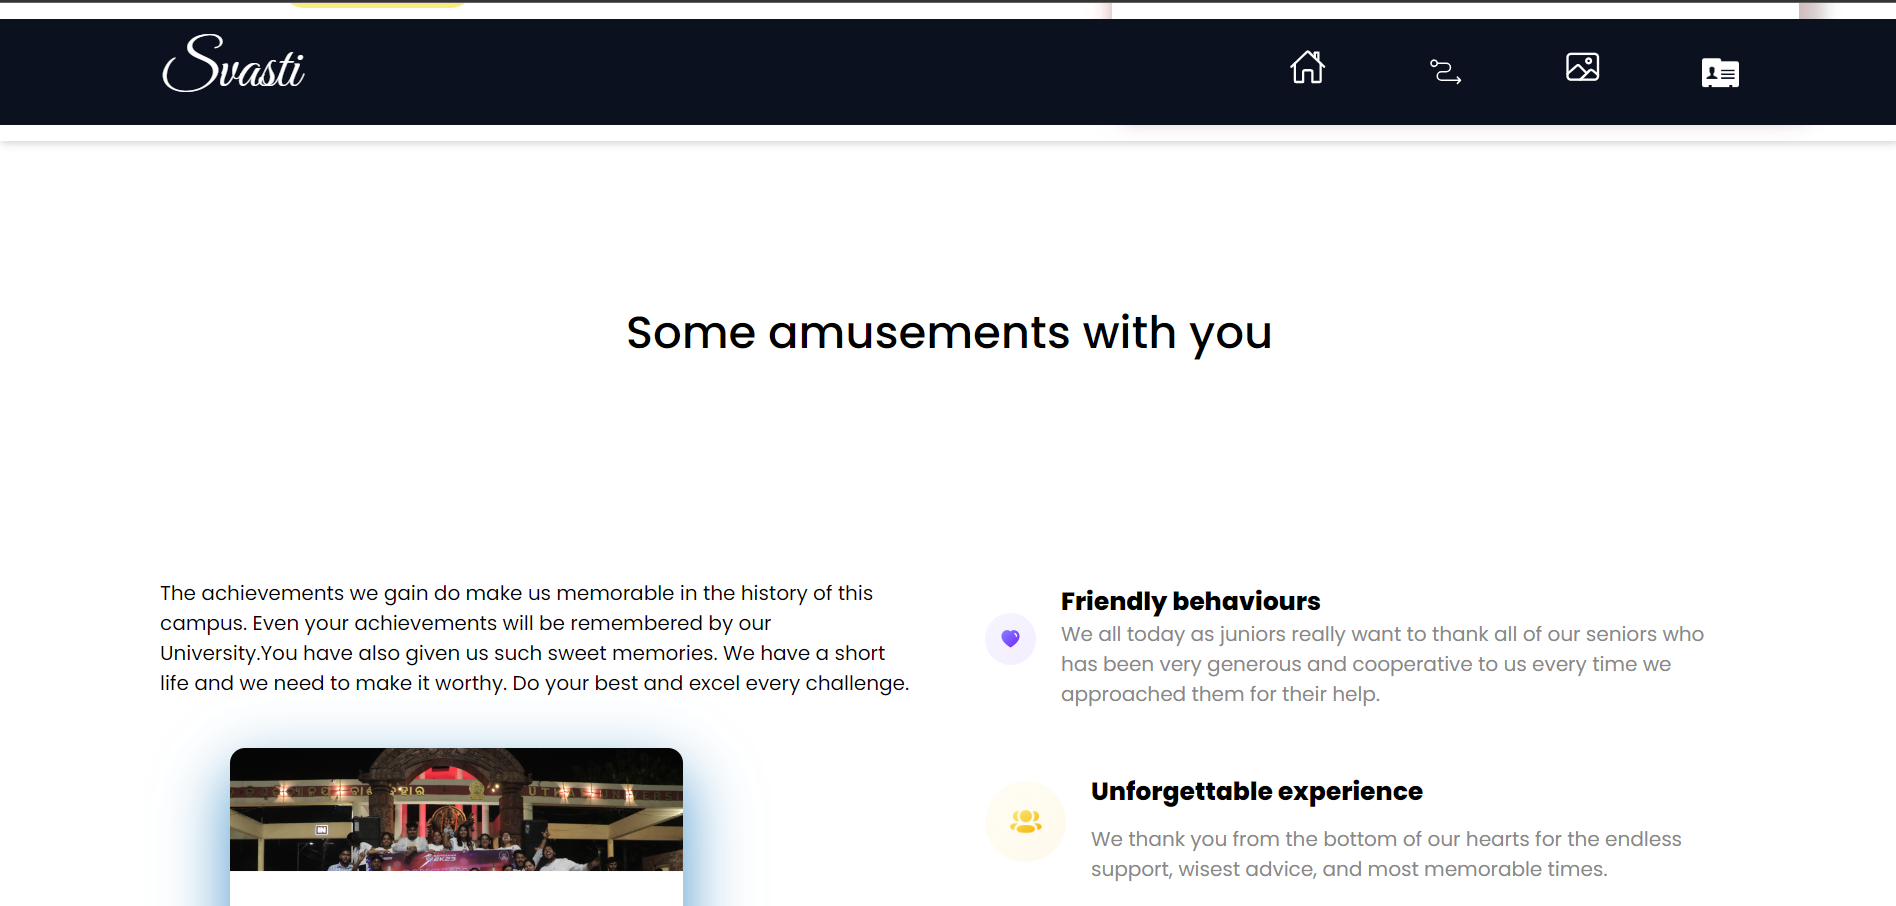 Svasti
Some amusements with you
The achievements we gain do make us memorable in the history of this
campus. Even your achievements will be remembered by our
University.You have also given us such sweet memories. We have a short
life and we need to make it worthy. Do your best and excel every challenge.
Friendly behaviours
We all today as juniors really want to thank all of our seniors who
has been very generous and cooperative to us every time we
approached them for their help.
Unforgettable experience
We thank you from the bottom of our hearts for the endless
support, wisest advice, and most memorable times.
2K23